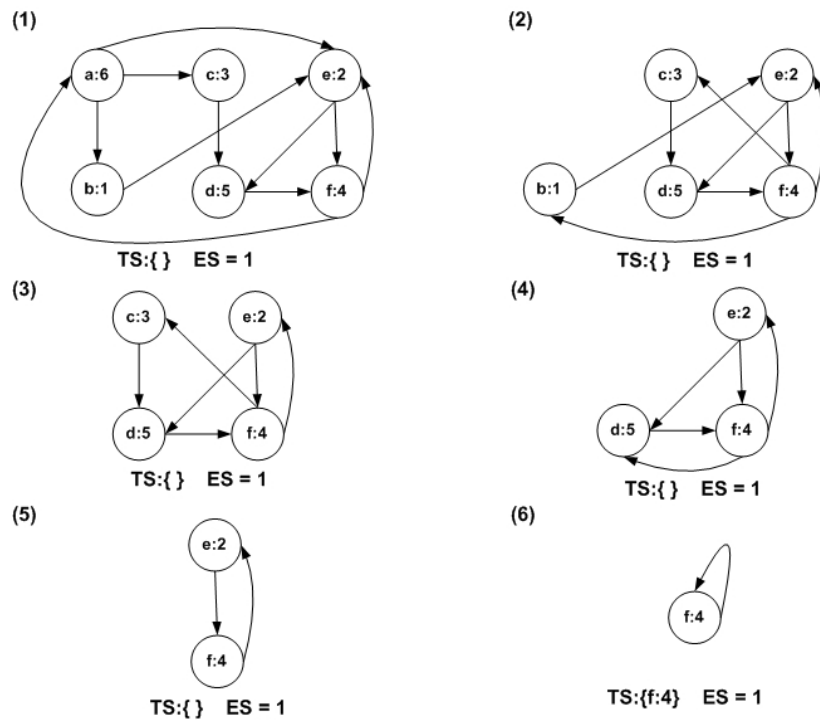 (1)
(2)
a:6
c:3
e:2
c:3
e:2
b:1
d:5
f:4
b:1
d:5
f:4
TS:{ } ES = 1
TS:{ } ES = 1
(3)
(4)
c:3
e:2
e:2
d:5
f:4
d:5
f:4
TS:{ } ES = 1
TS:{ } ES = 1
(5)
(6)
e:2
f:4
f:4
TS:{ } ES = 1
TS:{f:4} ES = 1